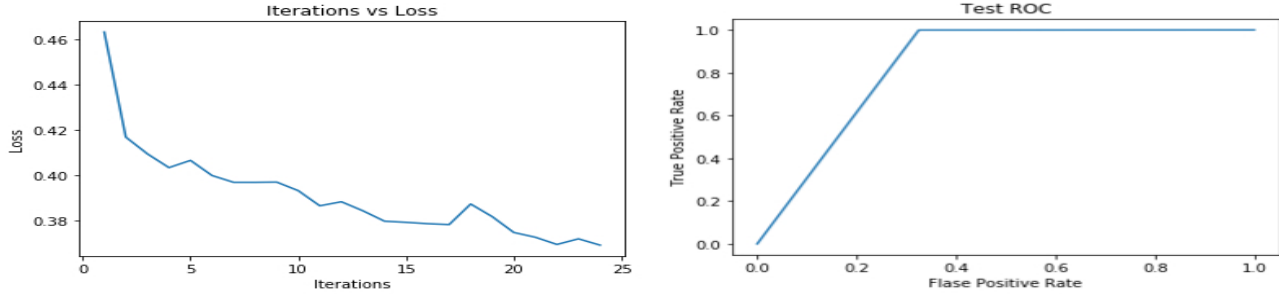 Iterations vs Loss
Loss
0.46
0.44
0.42
0.40
0.38
0 5 10 15 20 25
Iterations
Test ROC
True Positive Rate
1.0
0.8
0.6
0.4
0.2
0.0
0.0 0.2 0.4 0.6 0.8 1.0
Flase Positive Rate